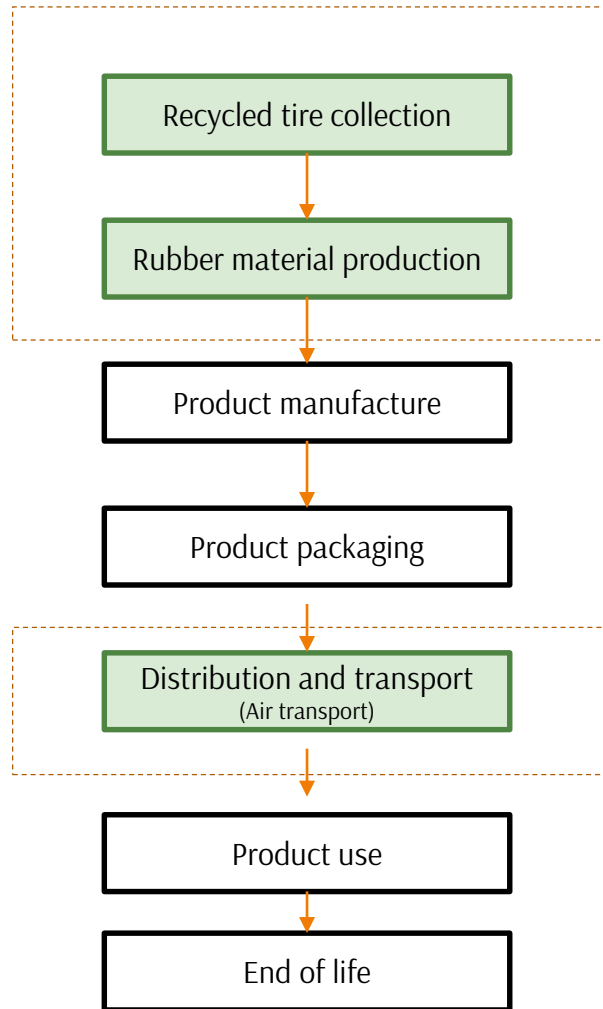 Recycled tire collection
Rubber material production
Product manufacture
Product packaging
Distribution and transport
(Air transport)
Product use
End of life